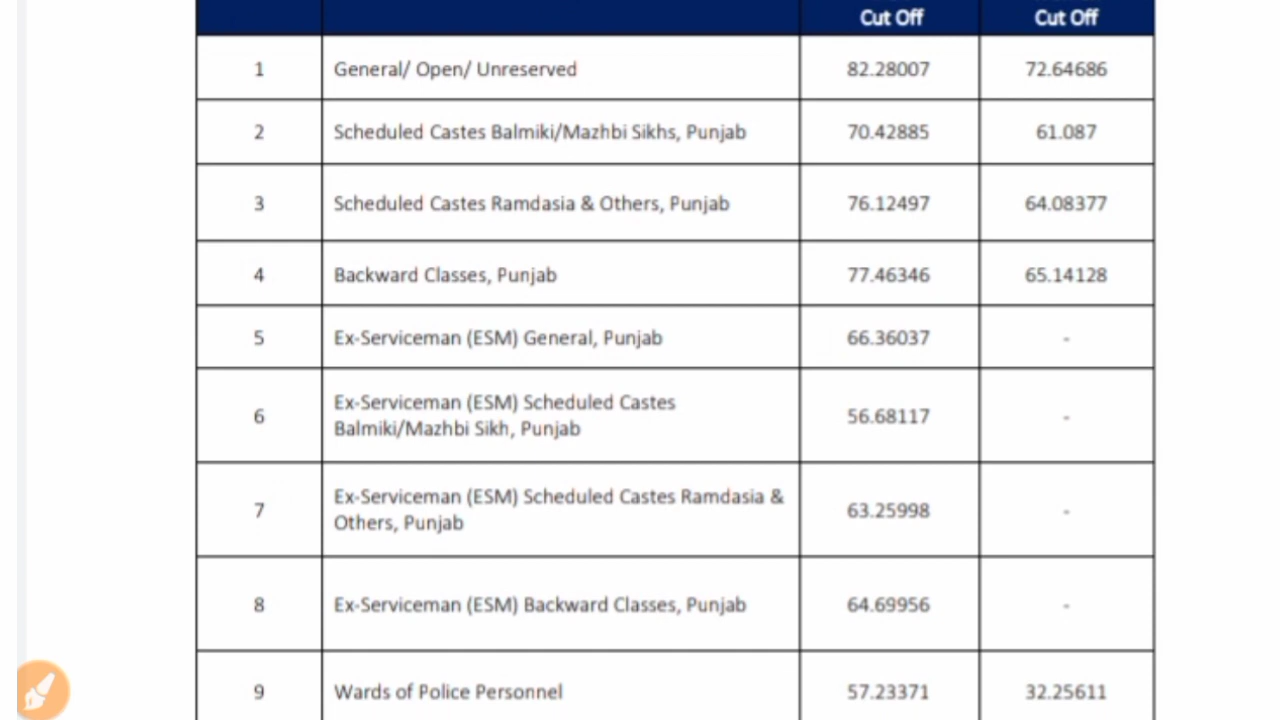 Cut Off Cut Off
1 General/ Open/ Unreserved 82.28007 72.64686
2 Scheduled Castes Balmiki/Mazhbi Sikhs, Punjab 70.42885 61.087
3 Scheduled Castes Ramdasia & Others, Punjab 76.12497 64.08377
4 Backward Classes, Punjab 77.46346 65.14128
5 Ex-Serviceman (ESM) General, Punjab 66.36037 -
6 Ex-Serviceman (ESM) Scheduled Castes
Balmiki/Mazhbi Sikh, Punjab 56.68117 -
7 Ex-Serviceman (ESM) Scheduled Castes Ramdasia &
Others, Punjab 63.25998 -
8 Ex-Serviceman (ESM) Backward Classes, Punjab 64.69956 -
9 Wards of Police Personnel 57.23371 32.25611